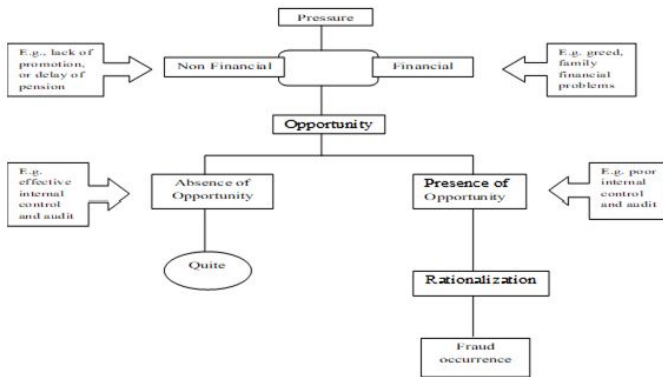 Pressure
E.g., lack of
promotion,
or delay of
pension
Non Financial
Financial
E.g. greed,
family
financial
problems
Opportunity
E.g.
effective
internal
control
and audit
Absence of
Opportunity
Presence of
Opportunity
E.g. poor
internal
control
and audit
Quite
Rationalization
Fraud
occurrence